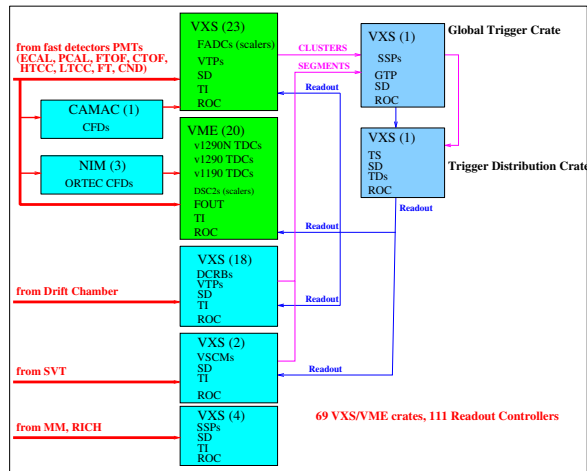 from fast detectors PMTs
(ECAL, PCAL, FTOF, CTOF,
HTCC, LTCC, FT, CND)
CAMAC (1)
CFDs
NIM (3)
ORTEC CFDs
VXS (23)
FADCs (scalers)
VTPs
SD
TI
ROC
VME (20)
v1290N TDCs
v1290 TDCs
v1190 TDCs
DSC2s (scalers)
FOUT
TI
ROC
from Drift Chamber
VXS (18)
DCRBs
VTPs
SD
TI
ROC
from SVT
VXS (2)
VSCMs
SD
TI
ROC
from MM, RICH
VXS (4)
SSPs
SD
TI
ROC
CLUSTERS
SEGMENTS
Readout
Readout
Readout
Readout
Readout
VXS (1)
SSPs
GTP
SD
ROC
Global Trigger Crate
VXS (1)
TS
SD
TDs
ROC
Trigger Distribution Crate
69 VXS/VME crates, 111 Readout Controllers